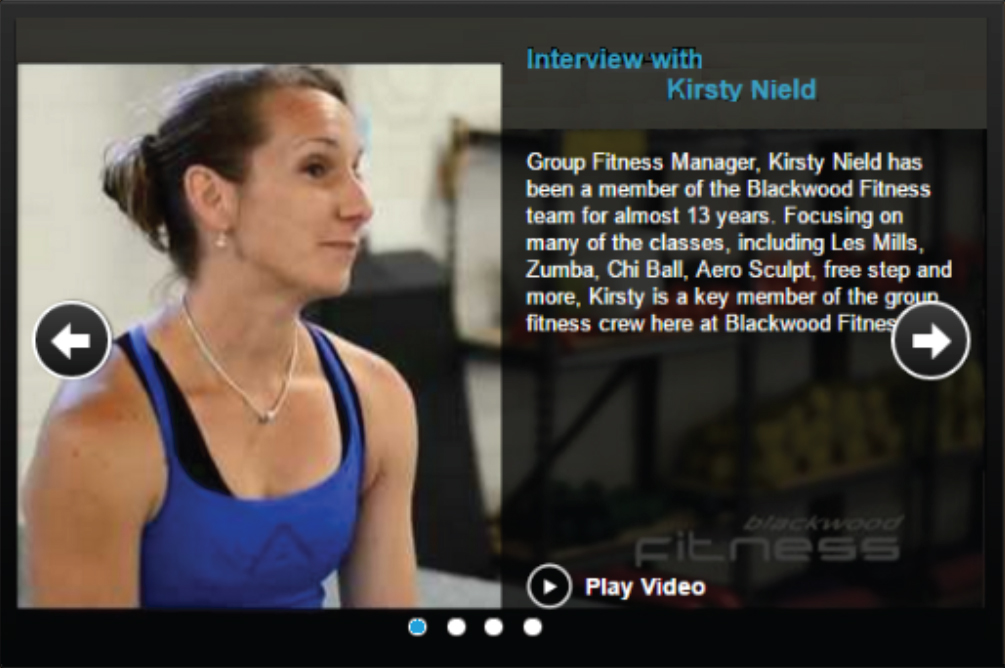 Interview with
Kirsty Nield
Group Fitness Manager, Kirsty Nield has
been a member of the Blackwood Fitness
team for almost 13 years. Focusing on
many of the classes, including Les Mills,
Zumba, Chi Ball, Aero Sculpt, free step and
more, Kirsty is a key member of the group
fitness crew here at Blackwood Fitness
blackwood
Fitness
Play Video